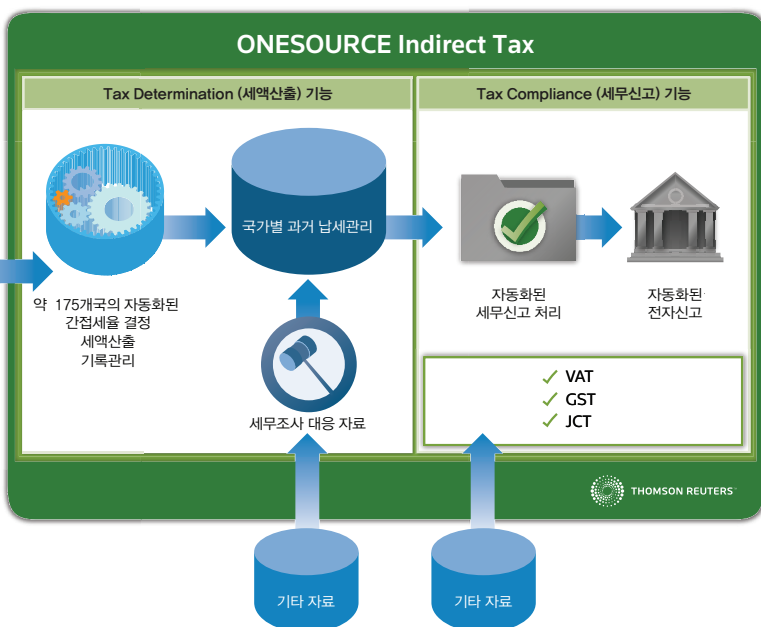 ONESOURCE Indirect Tax
Tax Determination (세액산출) 기능
국가별 과거 납세관리
약 175개국의 자동화된
간접세율 결정
세액산출
기록관리
세무조사 대응 자료
Tax Compliance (세무신고) 기능
자동화된
세무신고 처리
자동화된
전자신고
VAT
GST
JCT
THOMSON REUTERS™
기타 자료
기타 자료